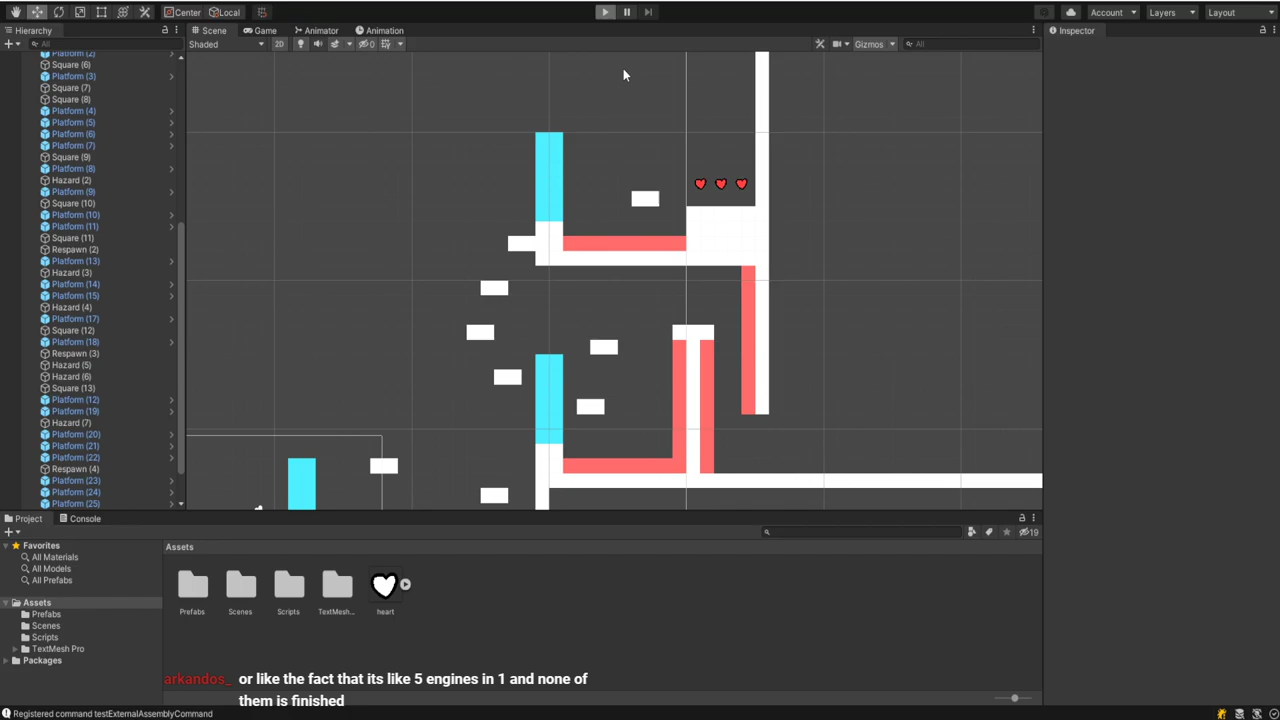 Center
Local
Account
Layers
Layout
Hierarchy
Scene
Game
Animator
Animation
Inspector
All
Shaded
2D
0
Gizmos
All
Platform (2)
Square (6)
Platform (3)
Square (7)
Square (8)
Platform (4)
Platform (5)
Platform (6)
Platform (7)
Square (9)
Platform (8)
Hazard (2)
Platform (9)
Square (10)
Platform (10)
Platform (11)
Square (11)
Respawn (2)
Platform (13)
Hazard (3)
Platform (14)
Platform (15)
Hazard (4)
Platform (17)
Square (12)
Platform (18)
Respawn (3)
Hazard (5)
Hazard (6)
Square (13)
Platform (12)
Platform (19)
Hazard (7)
Platform (20)
Platform (21)
Platform (22)
Respawn (4)
Platform (23)
Platform (24)
Platform (25)
Project
Console
19
Favorites
All Materials
All Models
All Prefabs
Assets
Prefabs
Scenes
Scripts
TextMesh Pro
Packages
Assets
Prefabs
Scenes
Scripts
TextMesh...
heart
arkandos_ or like the fact that its like 5 engines in 1 and none of
them is finished
Registered command testExternalAssemblyCommand